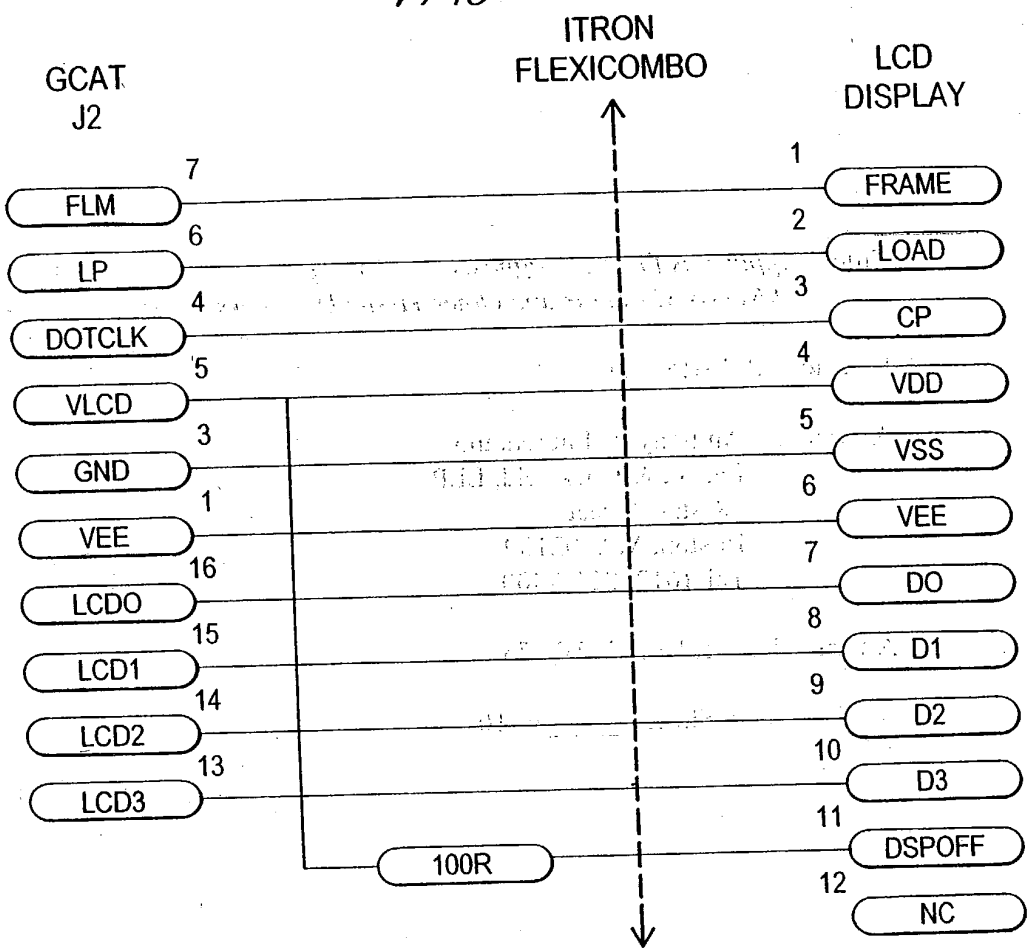 ITRON
FLEXICOMBO
GCAT
J2
LCD
DISPLAY
7
FLM
1
FRAME
6
LP
2
LOAD
4
DOTCLK
3
CP
5
VLCD
4
VDD
3
GND
5
VSS
1
VEE
6
VEE
16
LCDO
7
DO
15
LCD1
8
D1
14
LCD2
9
D2
13
LCD3
10
D3
11
100R
DSPOFF
12
NC